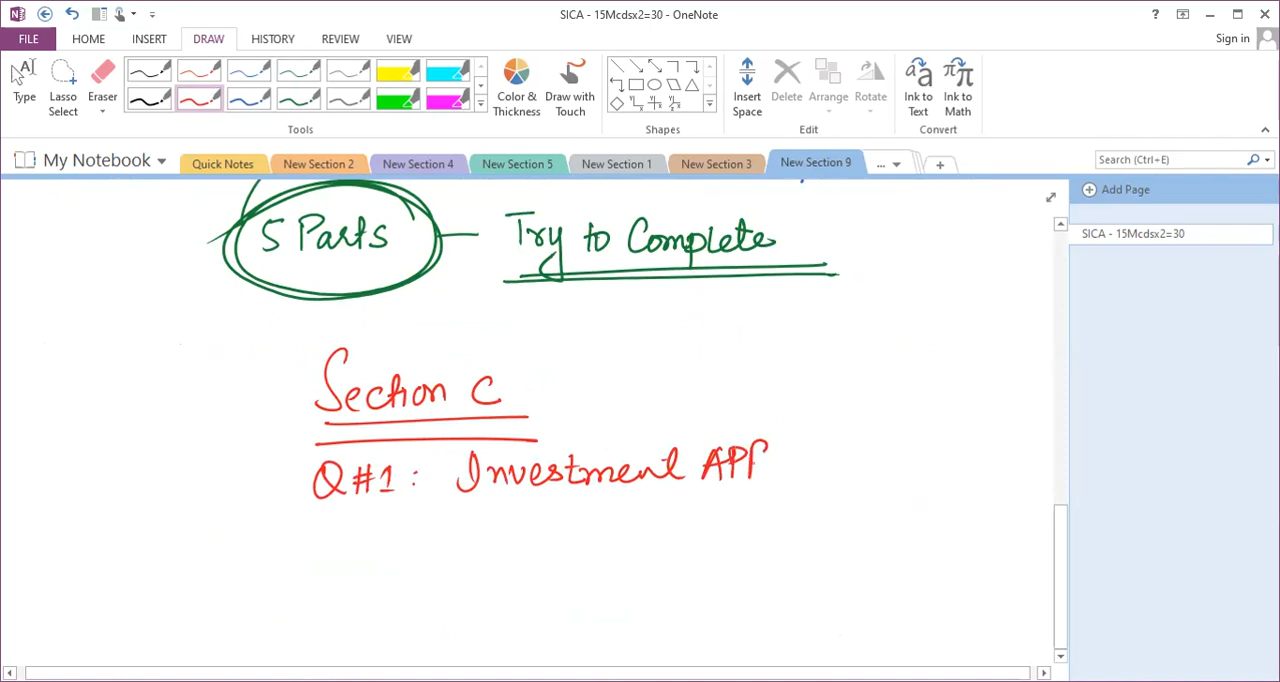 SICA - 15Mcdsx2=30 - OneNote
?
FILE HOME INSERT DRAW HISTORY REVIEW VIEW
Sign in
Type
Lasso Select
Eraser
Color & Thickness
Draw with Touch
Insert Space
Delete
Arrange
Rotate
Ink to Text
Ink to Math
Tools Shapes Edit Convert
My Notebook Quick Notes New Section 2 New Section 4 New Section 5 New Section 1 New Section 3 New Section 9 ... Search (Ctrl+E)
Add Page
SICA - 15Mcdsx2=30
5 Parts — Try to Complete
Section C
Q#1: Investment APP